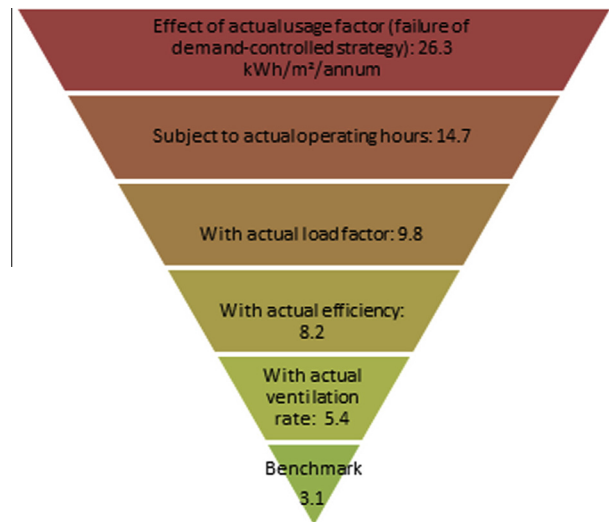 Effect of actual usage factor (failure of
demand-controlled strategy): 26.3
kWh/m²/annum
Subject to actual operating hours: 14.7
With actual load factor: 9.8
With actual efficiency:
8.2
With actual
ventilation
rate: 5.4
Benchmark
3.1